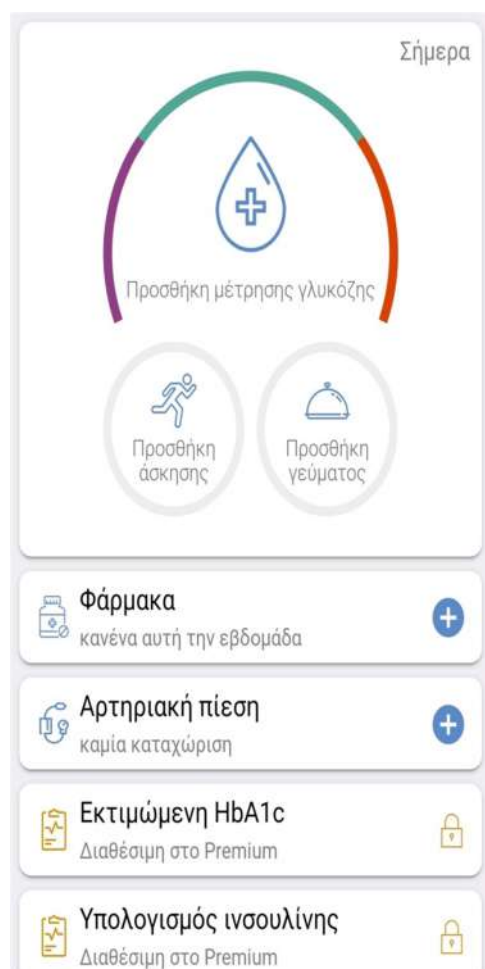 Σήμερα
Προσθήκη μέτρησης γλυκόζης
Προσθήκη
άσκησης
Προσθήκη
γεύματος
Φάρμακα
κανένα αυτή την εβδομάδα
Αρτηριακή πίεση
καμία καταχώριση
Εκτιμώμενη HbA1c
Διαθέσιμη στο Premium
Υπολογισμός ινσουλίνης
Διαθέσιμη στο Premium